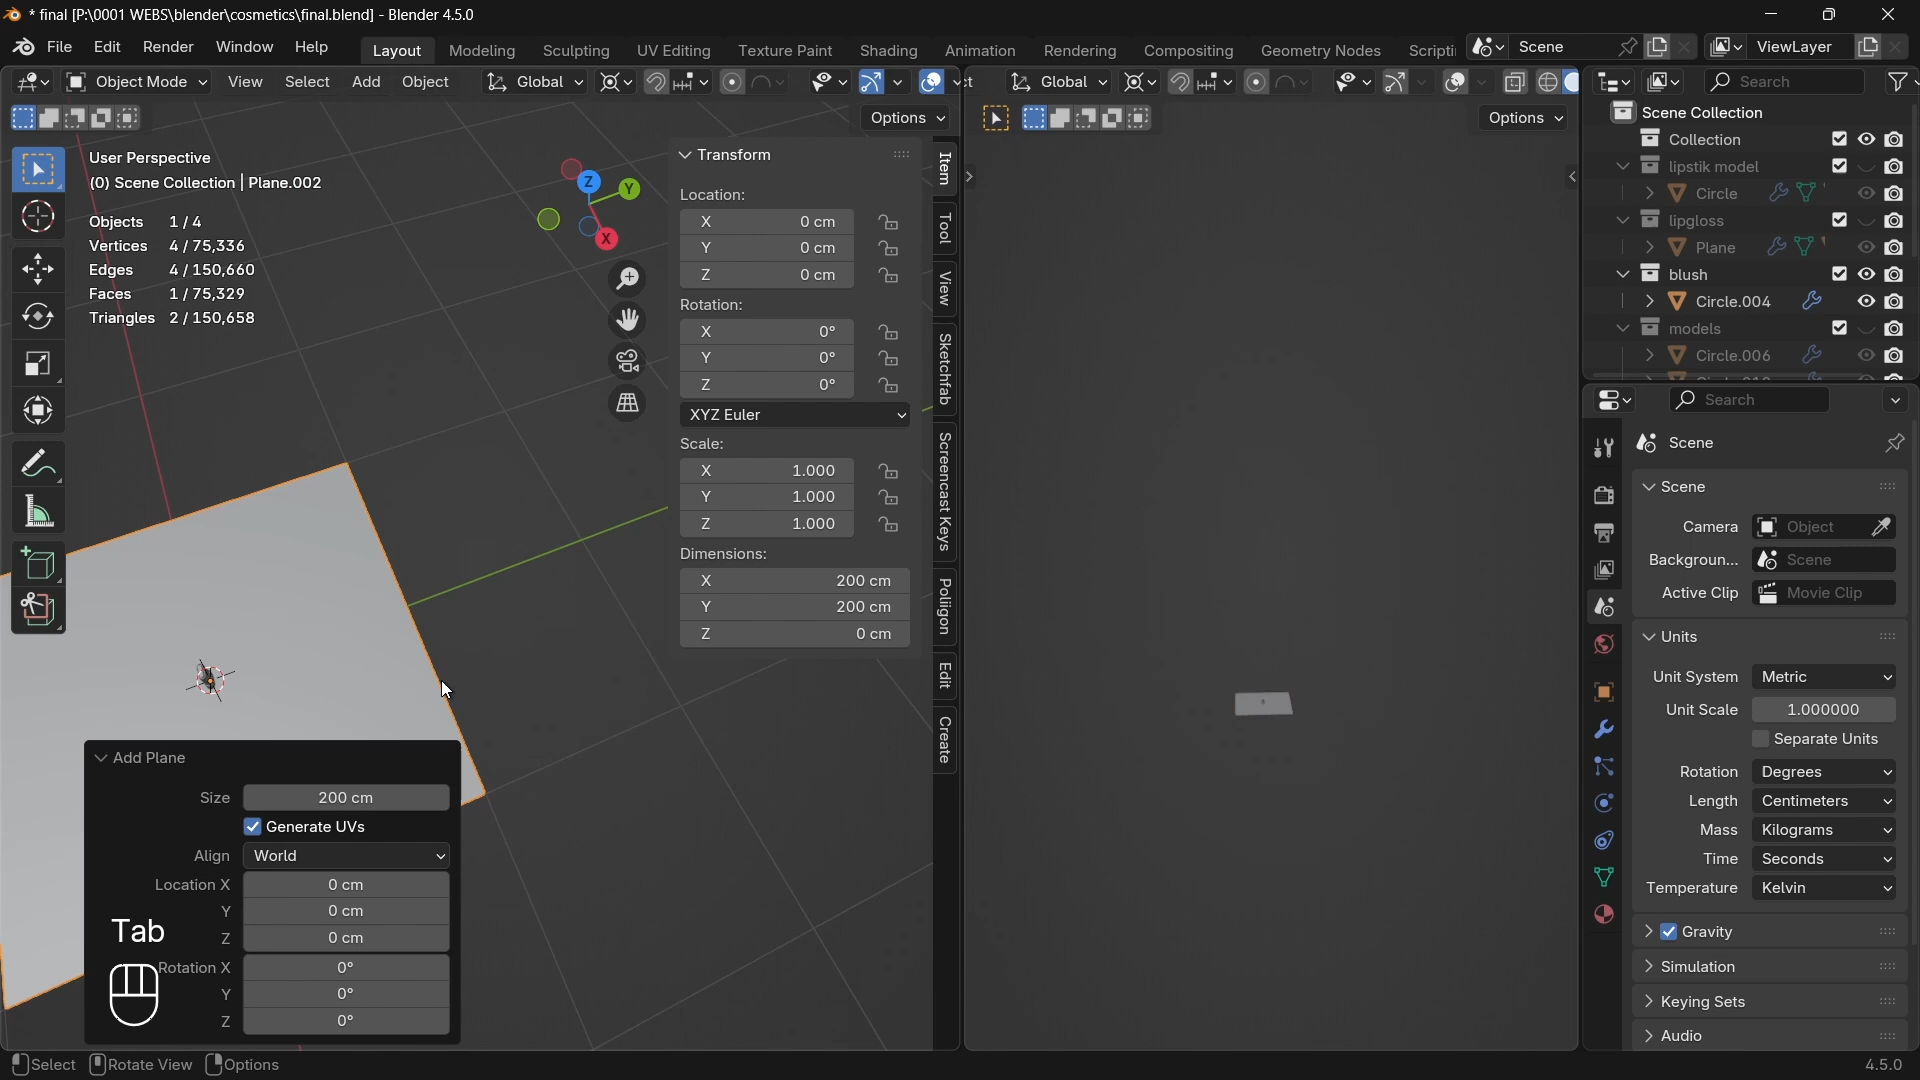 * final [P:\0001 WEBS\blender\cosmetics\final.blend] - Blender 4.5.0
File Edit Render Window Help
Layout Modeling Sculpting UV Editing Texture Paint Shading Animation Rendering Compositing Geometry Nodes Scripti
Scene
ViewLayer
Object Mode View Select Add Object Global
Options
User Perspective
(0) Scene Collection | Plane.002
Objects 1 / 4
Vertices 4 / 75,336
Edges 4 / 150,660
Faces 1 / 75,329
Triangles 2 / 150,658
Z
Y
X
Transform
Location:
X 0 cm
Y 0 cm
Z 0 cm
Rotation:
X 0°
Y 0°
Z 0°
XYZ Euler
Scale:
X 1.000
Y 1.000
Z 1.000
Dimensions:
X 200 cm
Y 200 cm
Z 0 cm
Item
Tool
View
Sketchfab
Screencast Keys
Poliigon
Edit
Create
Add Plane
Size 200 cm
Generate UVs
Align World
Location X 0 cm
Y 0 cm
Z 0 cm
Rotation X 0°
Y 0°
Z 0°
Tab
ct
Global
Options
Search
Scene Collection
Collection
lipstik model
Circle
lipgloss
Plane
blush
Circle.004
models
Circle.006
Search
Scene
Scene
Camera Object
Backgroun... Scene
Active Clip Movie Clip
Units
Unit System Metric
Unit Scale 1.000000
Separate Units
Rotation Degrees
Length Centimeters
Mass Kilograms
Time Seconds
Temperature Kelvin
Gravity
Simulation
Keying Sets
Audio
Select Rotate View Options
4.5.0